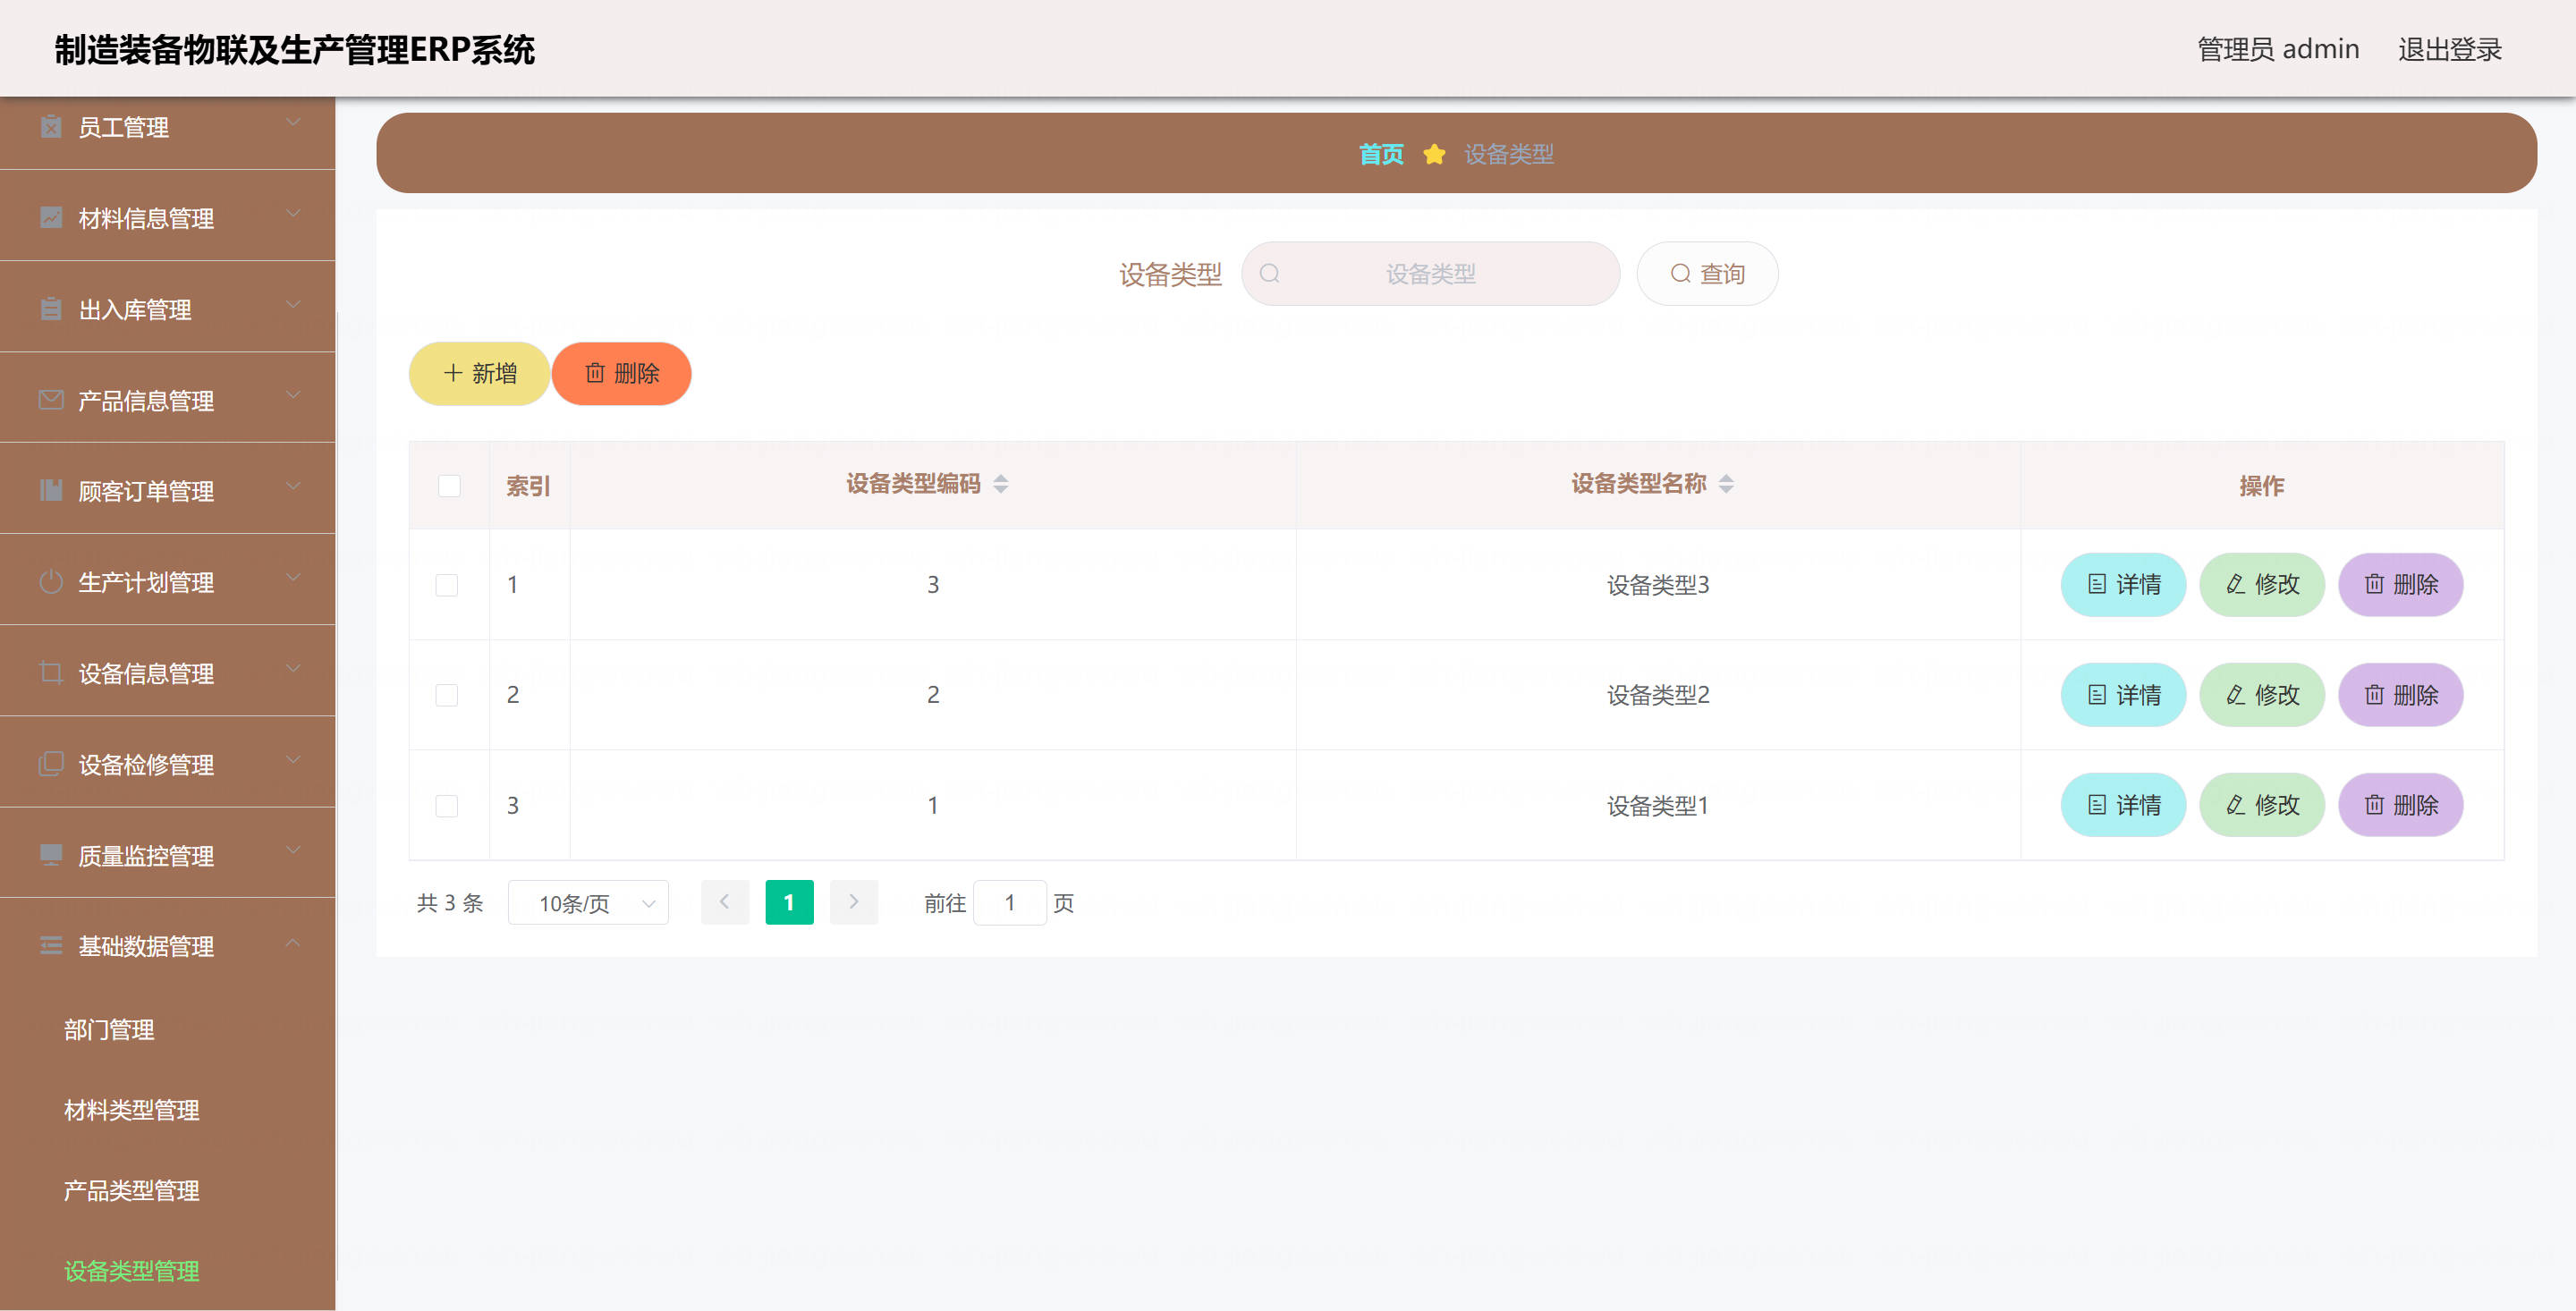 制造装备物联及生产管理ERP系统
管理员 admin 退出登录
员工管理
材料信息管理
出入库管理
产品信息管理
顾客订单管理
生产计划管理
设备信息管理
设备检修管理
质量监控管理
基础数据管理
部门管理
材料类型管理
产品类型管理
设备类型管理
首页 设备类型
设备类型 设备类型 查询
新增 删除
索引 设备类型编码 设备类型名称 操作
1 3 设备类型3 详情 修改 删除
2 2 设备类型2 详情 修改 删除
3 1 设备类型1 详情 修改 删除
共 3 条 10条/页 1 前往 1 页